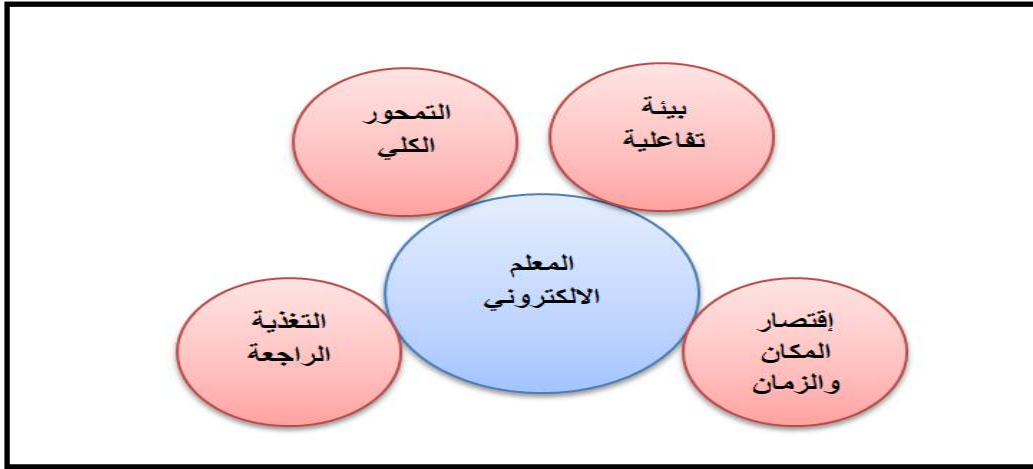 بيئة
تفاعلية
التمحور
الكلي
المعلم
الالكتروني
إقتصار
المكان
والزمان
التغذية
الراجعة